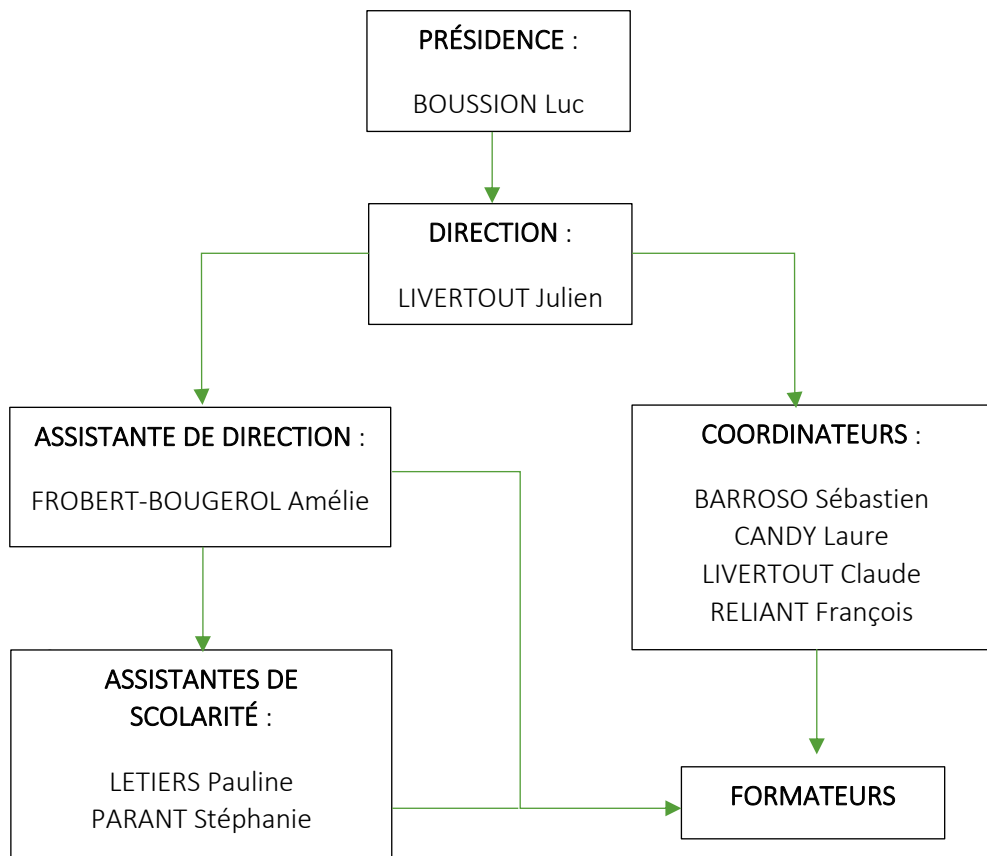 PRÉSIDENCE :
BOUSSION Luc
DIRECTION :
LIVERTOUT Julien
ASSISTANTE DE DIRECTION :
FROBERT-BOUGEROL Amélie
COORDINATEURS :
BARROSO Sébastien
CANDY Laure
LIVERTOUT Claude
RELIANT François
ASSISTANTES DE
SCOLARITÉ :
LETIERS Pauline
PARANT Stéphanie
FORMATEURS